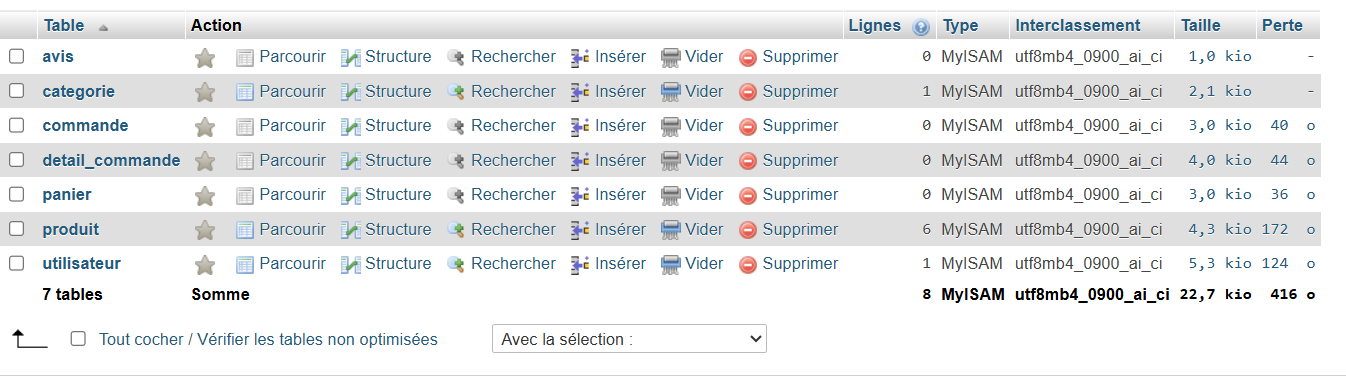 Table Action Lignes Type Interclassement Taille Perte
avis Parcourir Structure Rechercher Insérer Vider Supprimer 0 MyISAM utf8mb4_0900_ai_ci 1,0 kio -
categorie Parcourir Structure Rechercher Insérer Vider Supprimer 1 MyISAM utf8mb4_0900_ai_ci 2,1 kio -
commande Parcourir Structure Rechercher Insérer Vider Supprimer 0 MyISAM utf8mb4_0900_ai_ci 3,0 kio 40 o
detail_commande Parcourir Structure Rechercher Insérer Vider Supprimer 0 MyISAM utf8mb4_0900_ai_ci 4,0 kio 44 o
panier Parcourir Structure Rechercher Insérer Vider Supprimer 0 MyISAM utf8mb4_0900_ai_ci 3,0 kio 36 o
produit Parcourir Structure Rechercher Insérer Vider Supprimer 6 MyISAM utf8mb4_0900_ai_ci 4,3 kio 172 o
utilisateur Parcourir Structure Rechercher Insérer Vider Supprimer 1 MyISAM utf8mb4_0900_ai_ci 5,3 kio 124 o
7 tables Somme 8 MyISAM utf8mb4_0900_ai_ci 22,7 kio 416 o
Tout cocher / Vérifier les tables non optimisées Avec la sélection :